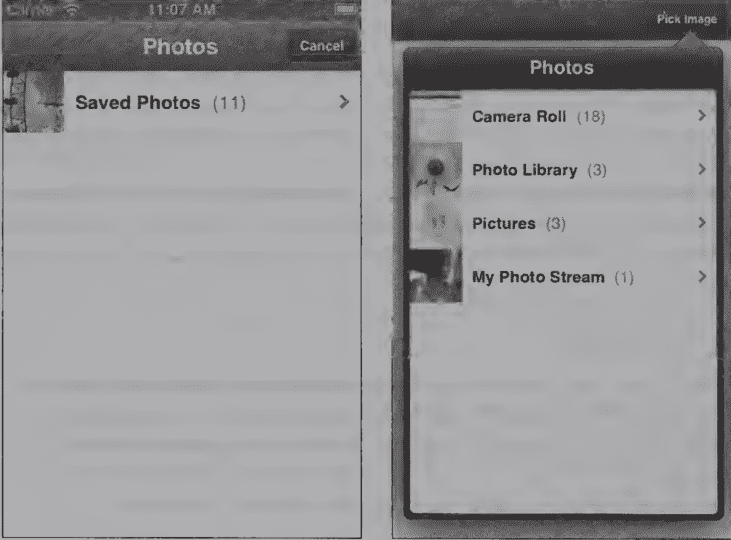 11:07 AM
Photos
Cancel
Saved Photos (11)
Pick Image
Photos
Camera Roll (18)
Photo Library (3)
Pictures (3)
My Photo Stream (1)